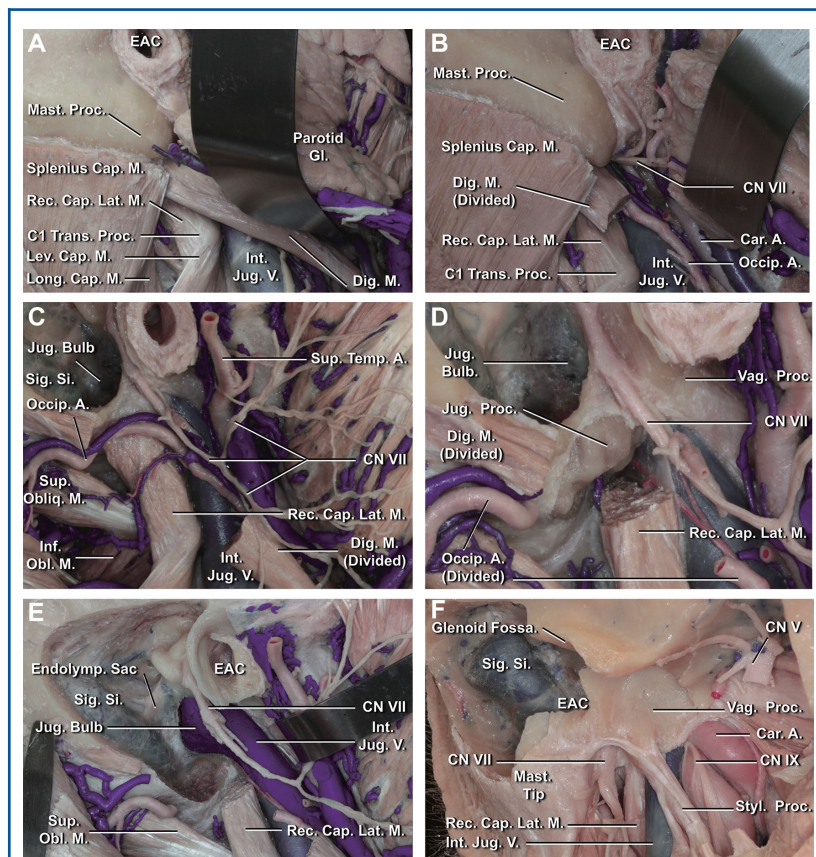 A
EAC
Mast. Proc.
Parotid
Gl.
Splenius Cap. M.
Rec. Cap. Lat. M.
C1 Trans. Proc.
Lev. Cap. M.
Long. Cap. M.
Int.
Jug. V.
Dig. M.
B
EAC
Mast. Proc.
Splenius Cap. M.
Dig. M.
(Divided)
CN VII
Rec. Cap. Lat. M.
C1 Trans. Proc.
Int.
Jug. V.
Car. A.
Occip. A.
C
Jug. Bulb
Sig. Si.
Occip. A.
Sup. Temp. A.
CN VII
Sup.
Obliq. M.
Rec. Cap. Lat. M.
Inf.
Obl. M.
Int.
Jug. V.
Dig. M.
(Divided)
D
Jug.
Bulb.
Vag. Proc.
Jug. Proc.
CN VII
Dig. M.
(Divided)
Rec. Cap. Lat. M.
Occip. A.
(Divided)
E
Endolymp. Sac
EAC
Sig. Si.
CN VII
Jug. Bulb
Int.
Jug. V.
Sup.
Obl. M.
Rec. Cap. Lat. M.
F
Glenoid Fossa.
CN V
Sig. Si.
EAC
Vag. Proc.
Car. A.
CN VII
Mast.
Tip
CN IX
Styl. Proc.
Rec. Cap. Lat. M.
Int. Jug. V.